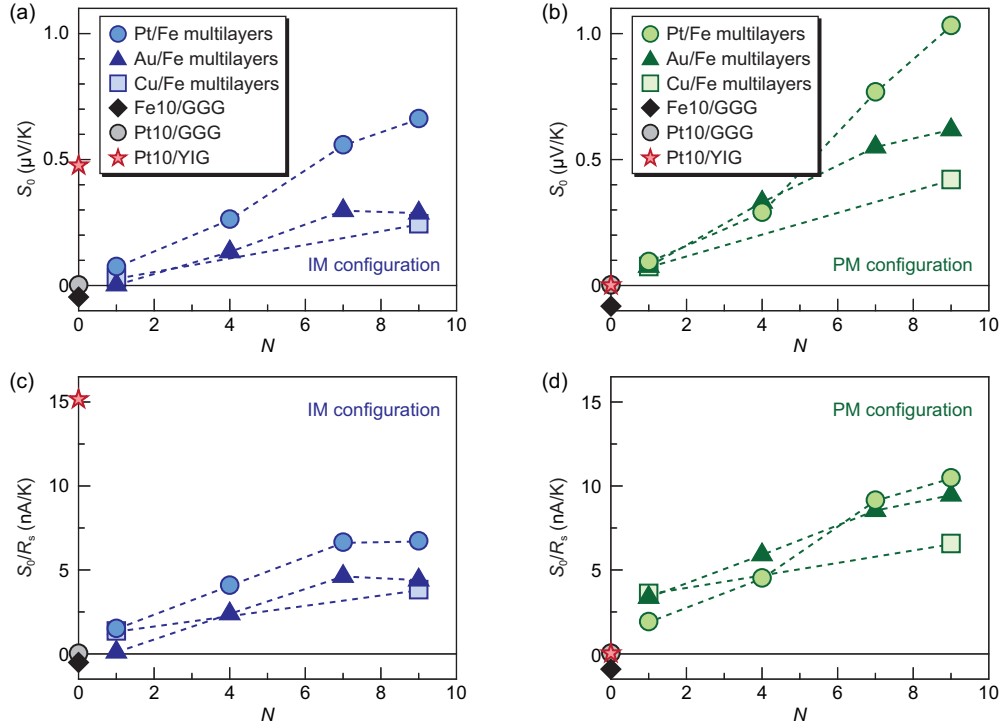 (a)
1.0
0.5
0
S₀ (μV/K)
Pt/Fe multilayers
Au/Fe multilayers
Cu/Fe multilayers
Fe10/GGG
Pt10/GGG
Pt10/YIG
IM configuration
0 2 4 6 8 10
N
(b)
1.0
0.5
0
S₀ (μV/K)
Pt/Fe multilayers
Au/Fe multilayers
Cu/Fe multilayers
Fe10/GGG
Pt10/GGG
Pt10/YIG
PM configuration
0 2 4 6 8 10
N
(c)
15
10
5
0
S₀/Rₛ (nA/K)
IM configuration
0 2 4 6 8 10
N
(d)
15
10
5
0
S₀/Rₛ (nA/K)
PM configuration
0 2 4 6 8 10
N